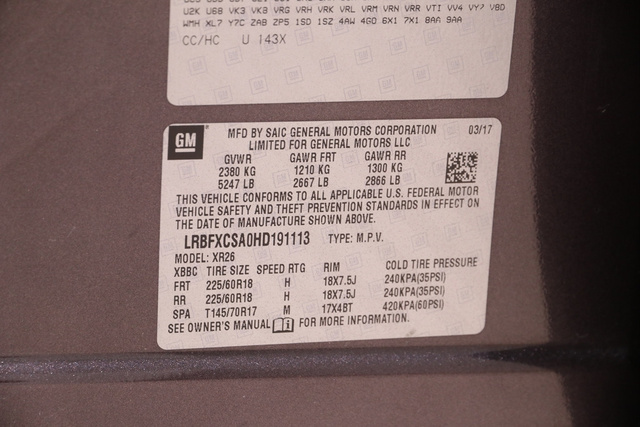 U2K U68 VK3 VK8 VRG VRH VRK VRL VRM VRN VRR VTI VV4 VY7 V8D
WMH XL7 Y7C ZAB ZP5 1SD 1SZ 4AW 4GO 6X1 7X1 8AA 9AA
CC/HC U 143X
GM MFD BY SAIC GENERAL MOTORS CORPORATION 03/17
LIMITED FOR GENERAL MOTORS LLC
GVWR GAWR FRT GAWR RR
2380 KG 1210 KG 1300 KG
5247 LB 2667 LB 2866 LB
THIS VEHICLE CONFORMS TO ALL APPLICABLE U.S. FEDERAL MOTOR
VEHICLE SAFETY AND THEFT PREVENTION STANDARDS IN EFFECT ON
THE DATE OF MANUFACTURE SHOWN ABOVE.
LRBFXCSA0HD191113 TYPE: M.P.V.
MODEL: XR26
XBBC TIRE SIZE SPEED RTG RIM COLD TIRE PRESSURE
FRT 225/60R18 H 18X7.5J 240KPA(35PSI)
RR 225/60R18 H 18X7.5J 240KPA(35PSI)
SPA T145/70R17 M 17X4BT 420KPA(60PSI)
SEE OWNER'S MANUAL FOR MORE INFORMATION.